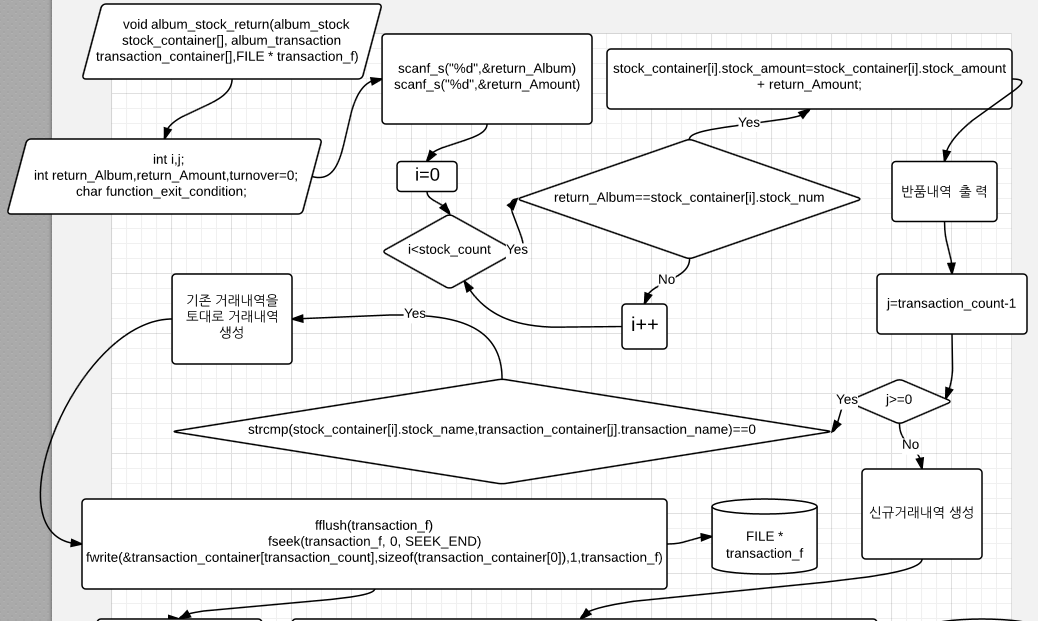 void album_stock_return(album_stock
stock_container[], album_transaction
transaction_container[],FILE * transaction_f)
scanf_s("%d",&return_Album)
scanf_s("%d",&return_Amount)
stock_container[i].stock_amount=stock_container[i].stock_amount
+ return_Amount;
Yes
int i,j;
int return_Album,return_Amount,turnover=0;
char function_exit_condition;
i=0
return_Album==stock_container[i].stock_num
반품내역 출 력
i<stock_count
Yes
No
기존 거래내역을
토대로 거래내역
생성
Yes
i++
j=transaction_count-1
strcmp(stock_container[i].stock_name,transaction_container[j].transaction_name)==0
Yes
j>=0
No
신규거래내역 생성
fflush(transaction_f)
fseek(transaction_f, 0, SEEK_END)
fwrite(&transaction_container[transaction_count],sizeof(transaction_container[0]),1,transaction_f)
FILE *
transaction_f